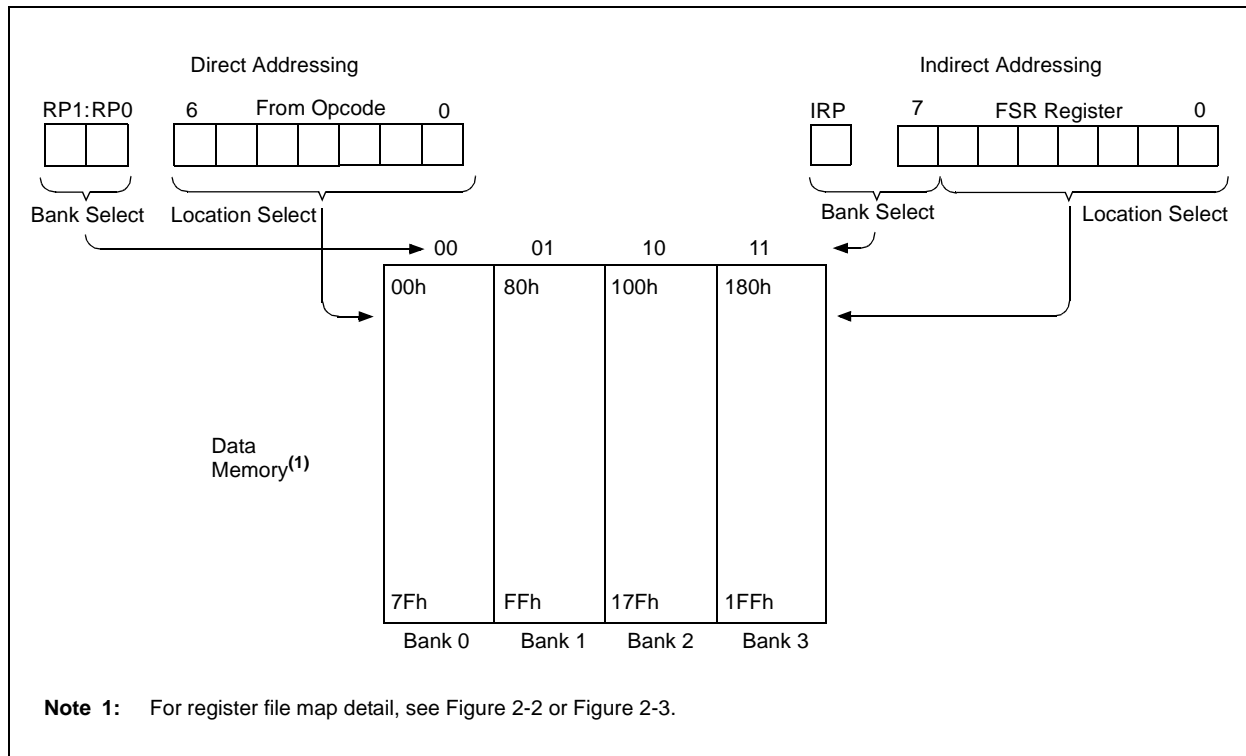 Direct Addressing
Indirect Addressing
RP1:RP0 6 From Opcode 0
IRP 7 FSR Register 0
Bank Select Location Select
Bank Select Location Select
00 01 10 11
00h 80h 100h 180h
Data
Memory(1)
7Fh FFh 17Fh 1FFh
Bank 0 Bank 1 Bank 2 Bank 3
Note 1: For register file map detail, see Figure 2-2 or Figure 2-3.